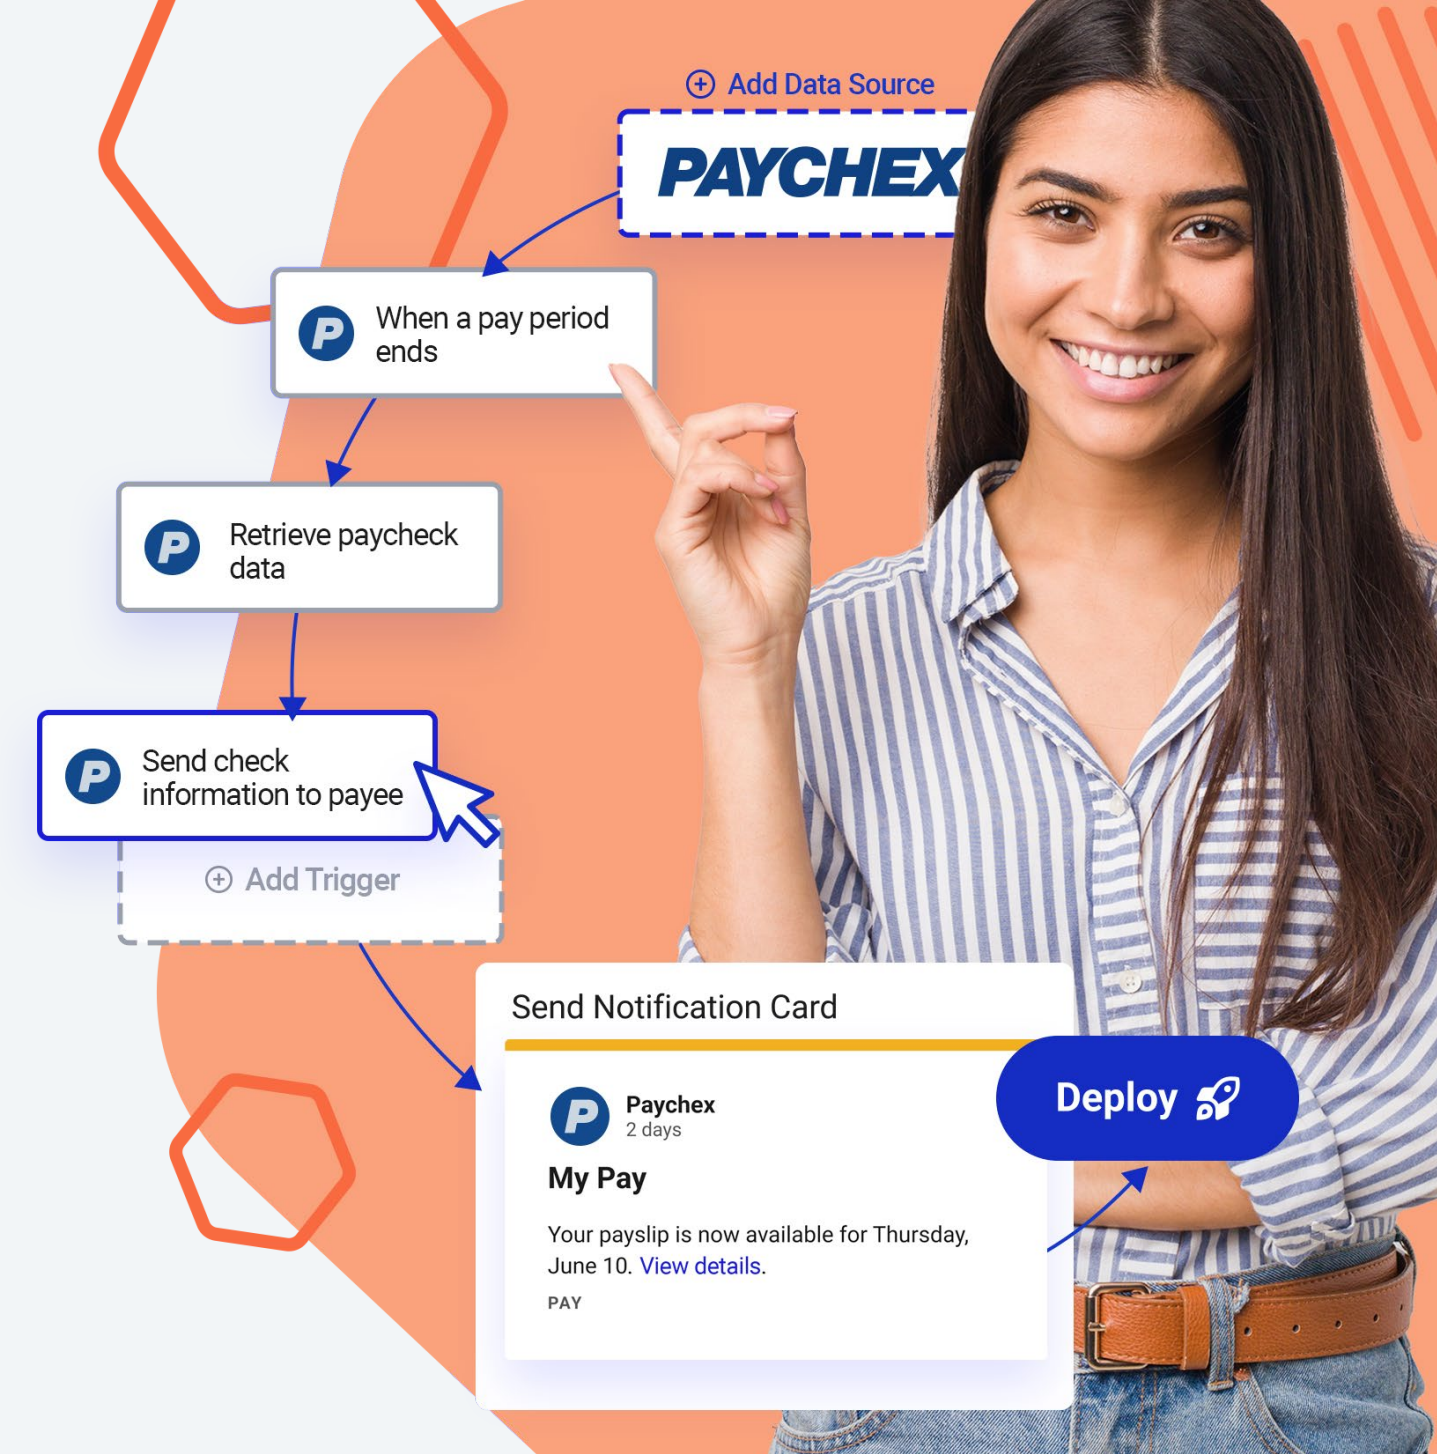 Add Data Source
PAYCHEX
P
When a pay period
ends
P
Retrieve paycheck
data
P
Send check
information to payee
Add Trigger
Send Notification Card
P
Paychex
2 days
My Pay
Your payslip is now available for Thursday,
June 10. View details.
PAY
Deploy